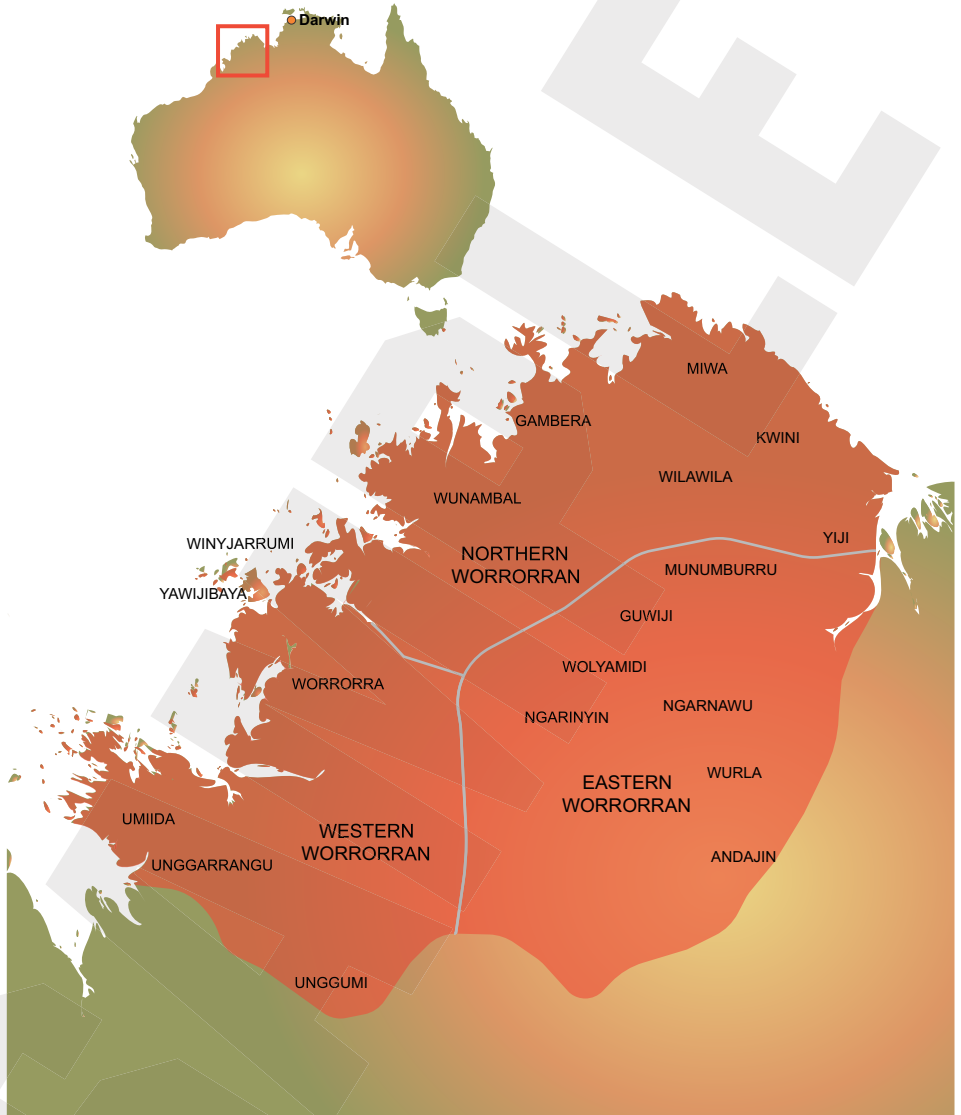 Darwin
MIWA
GAMBERA
KWINI
WILAWILA
WUNAMBAL
YIJI
WINYJARRUMI
NORTHERN
WORRORRAN
MUNUMBURRU
YAWIJIBAYA
GUWIJI
WOLYAMIDI
WORRORRA
NGARNAWU
NGARINYIN
WURLA
EASTERN
WORRORRAN
UMIIDA
WESTERN
WORRORRAN
ANDAJIN
UNGGARRANGU
UNGGUMI